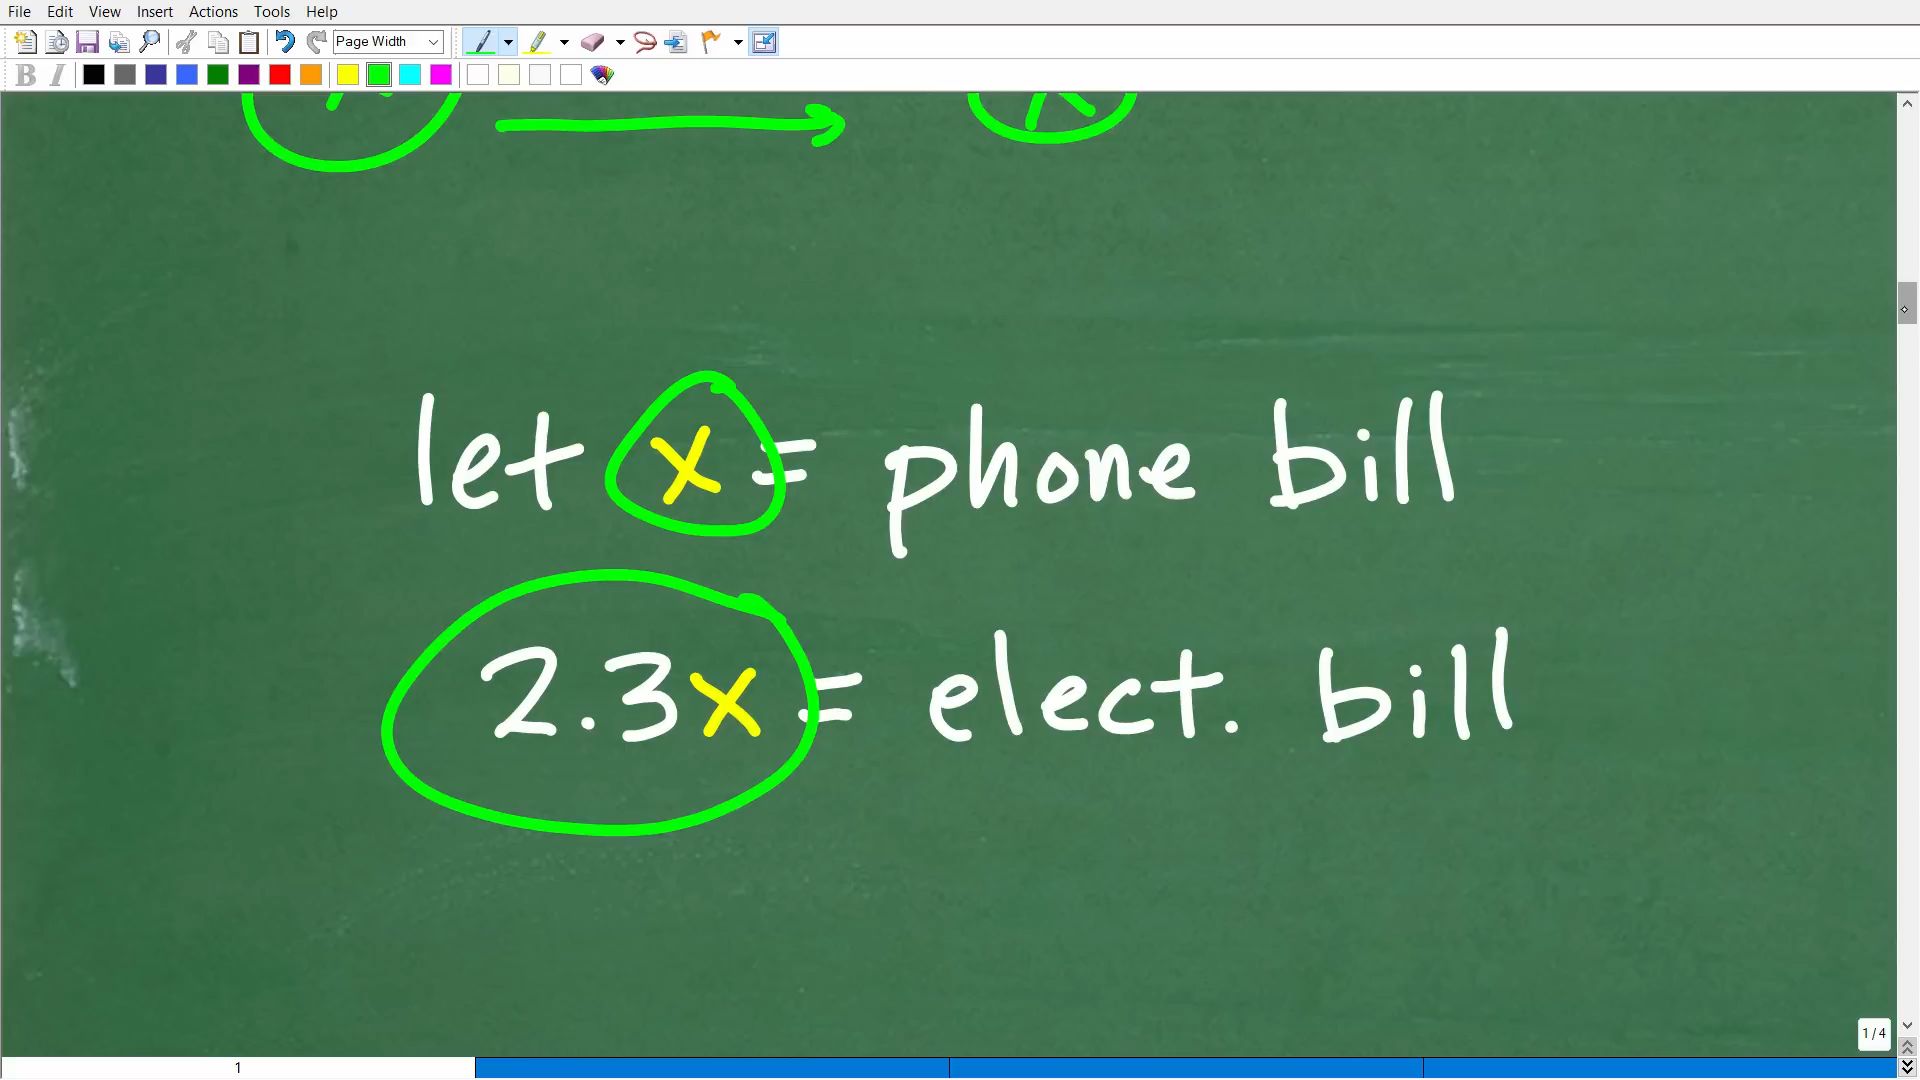 File Edit View Insert Actions Tools Help
Page Width
B I
let x = phone bill
2.3x = elect. bill
1 / 4
1